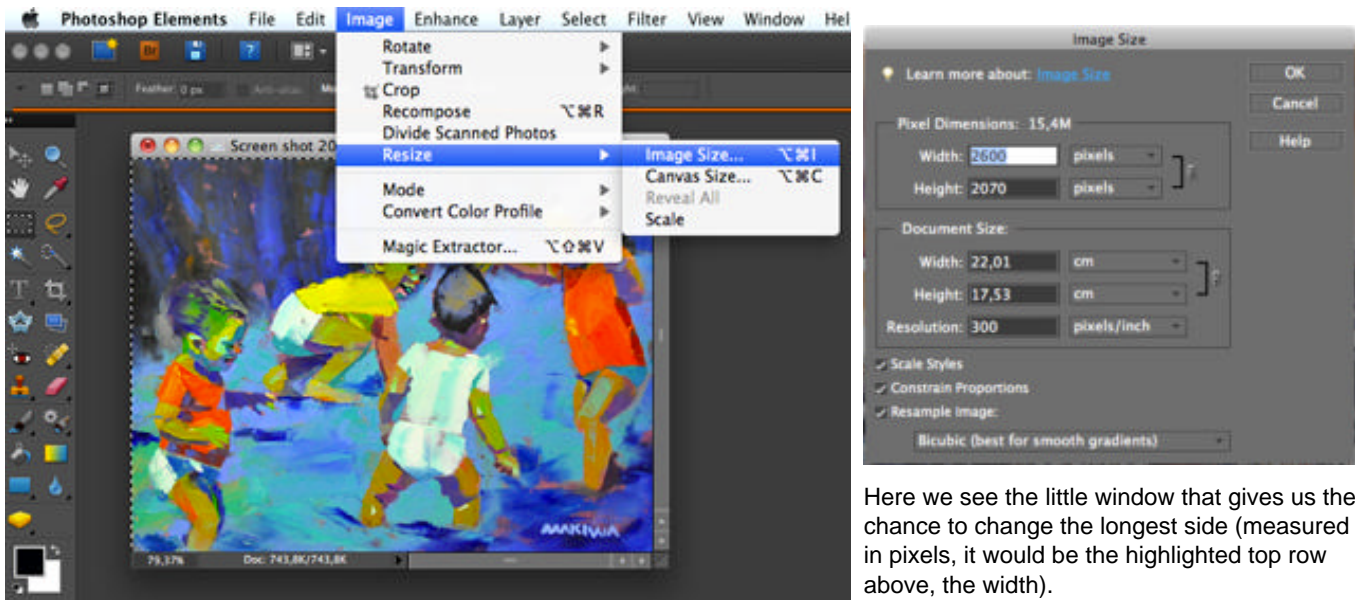 Photoshop Elements File Edit Image Enhance Layer Select Filter View Window Hel
Feather: 0 px
Rotate
Transform
Crop
Recompose ⌥⌘R
Divide Scanned Photos
Resize
Mode
Convert Color Profile
Magic Extractor... ⌥⇧⌘V
Image Size... ⌥⌘I
Canvas Size... ⌥⌘C
Reveal All
Scale
Screen shot 20
79,17% Doc: 743,8K/743,8K
Image Size
Learn more about: Image Size
OK
Cancel
Help
Pixel Dimensions: 15,4M
Width: 2600 pixels
Height: 2070 pixels
Document Size:
Width: 22,01 cm
Height: 17,53 cm
Resolution: 300 pixels/inch
Scale Styles
Constrain Proportions
Resample Image:
Bicubic (best for smooth gradients)
Here we see the little window that gives us the
chance to change the longest side (measured
in pixels, it would be the highlighted top row
above, the width).